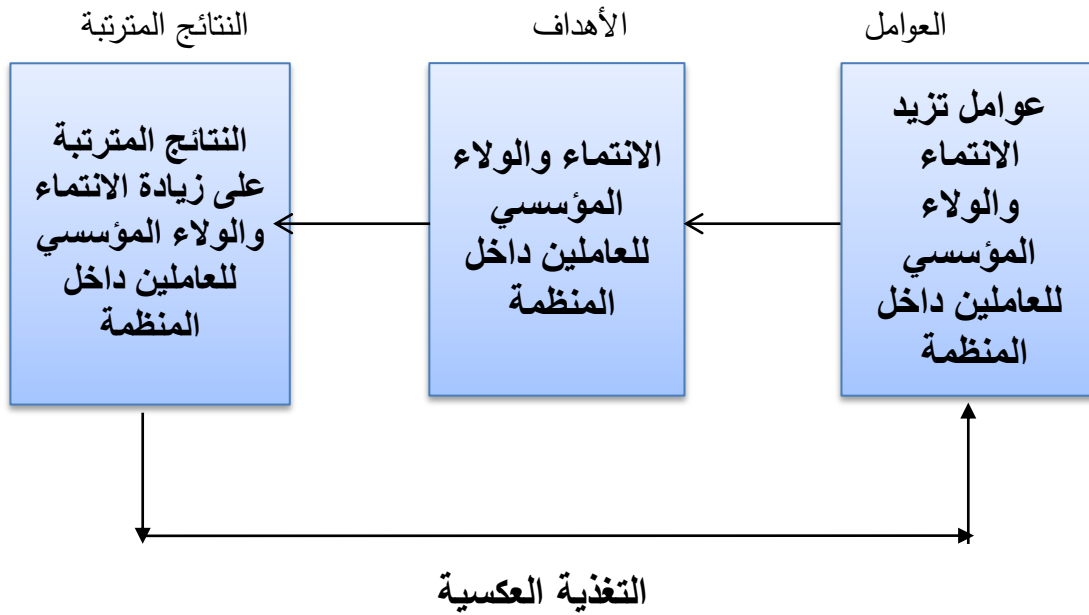 العوامل
الأهداف
النتائج المترتبة
عوامل تزيد
الانتماء
والولاء
المؤسسي
للعاملين داخل
المنظمة
الانتماء والولاء
المؤسسي
للعاملين داخل
المنظمة
النتائج المترتبة
على زيادة الانتماء
والولاء المؤسسي
للعاملين داخل
المنظمة
التغذية العكسية